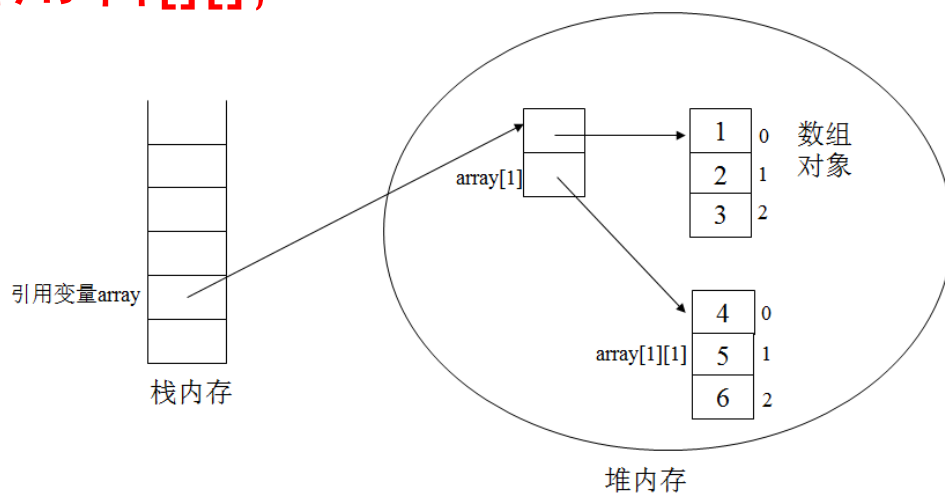 [][];
1 0 数组
对象
array[1]
2 1
3 2
引用变量array
4 0
array[1][1] 5 1
6 2
栈内存
堆内存